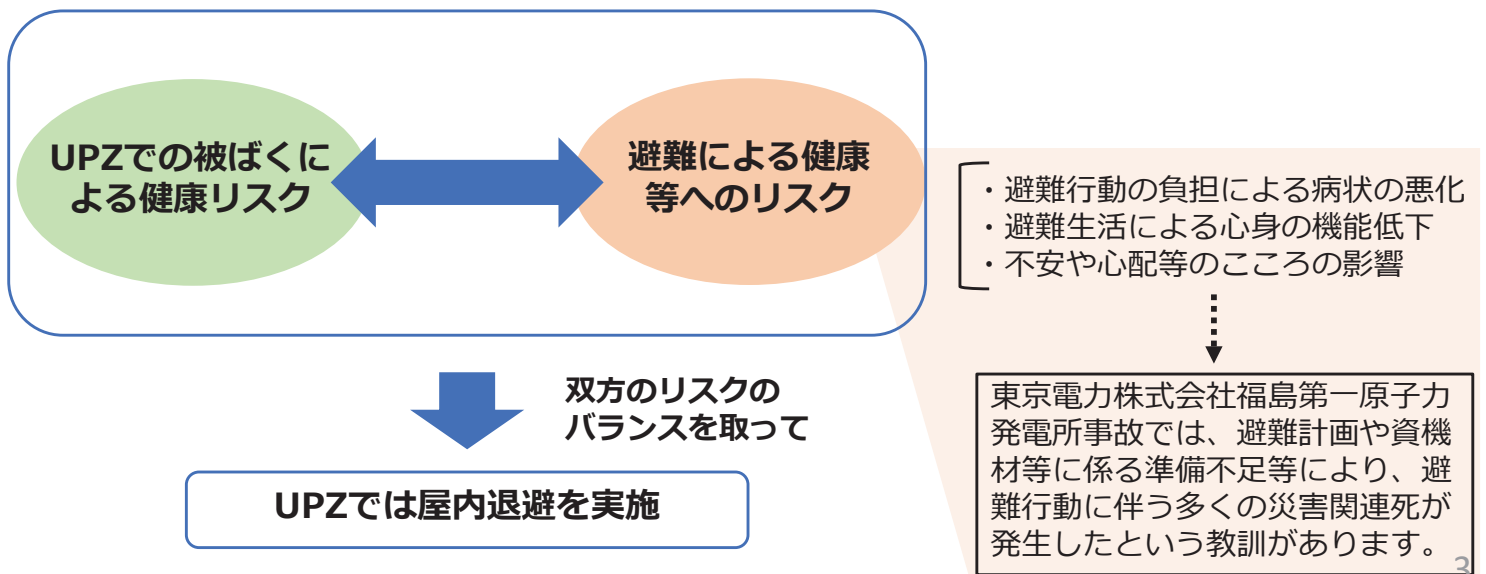 UPZでの被ばくに
よる健康リスク
避難による健康
等へのリスク
・避難行動の負担による病状の悪化
・避難生活による心身の機能低下
・不安や心配等のこころの影響
双方のリスクの
バランスを取って
UPZでは屋内退避を実施
東京電力株式会社福島第一原子力
発電所事故では、避難計画や資機
材等に係る準備不足等により、避
難行動に伴う多くの災害関連死が
発生したという教訓があります。
3